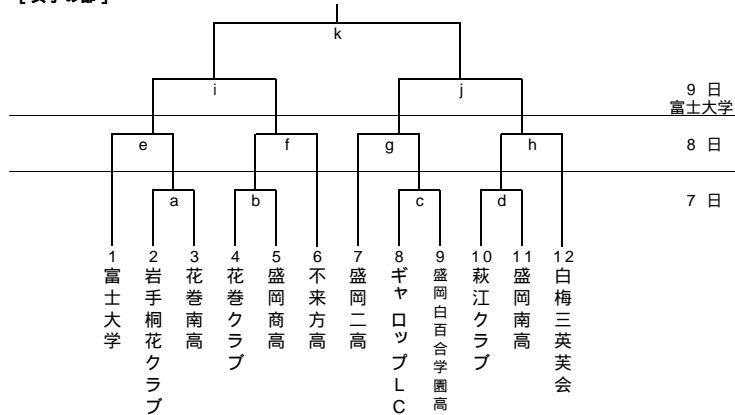 [女子の部]
k
i
j
9 日
富士大学
e
f
g
h
8 日
a
b
c
d
7 日
1 富士大学
2 岩手桐花クラブ
3 花巻南高
4 花巻クラブ
5 盛岡商高
6 不来方高
7 盛岡二高
8 ギャロップLC
9 盛岡白百合学園高
10 萩江クラブ
11 盛岡南高
12 白梅三英芙会